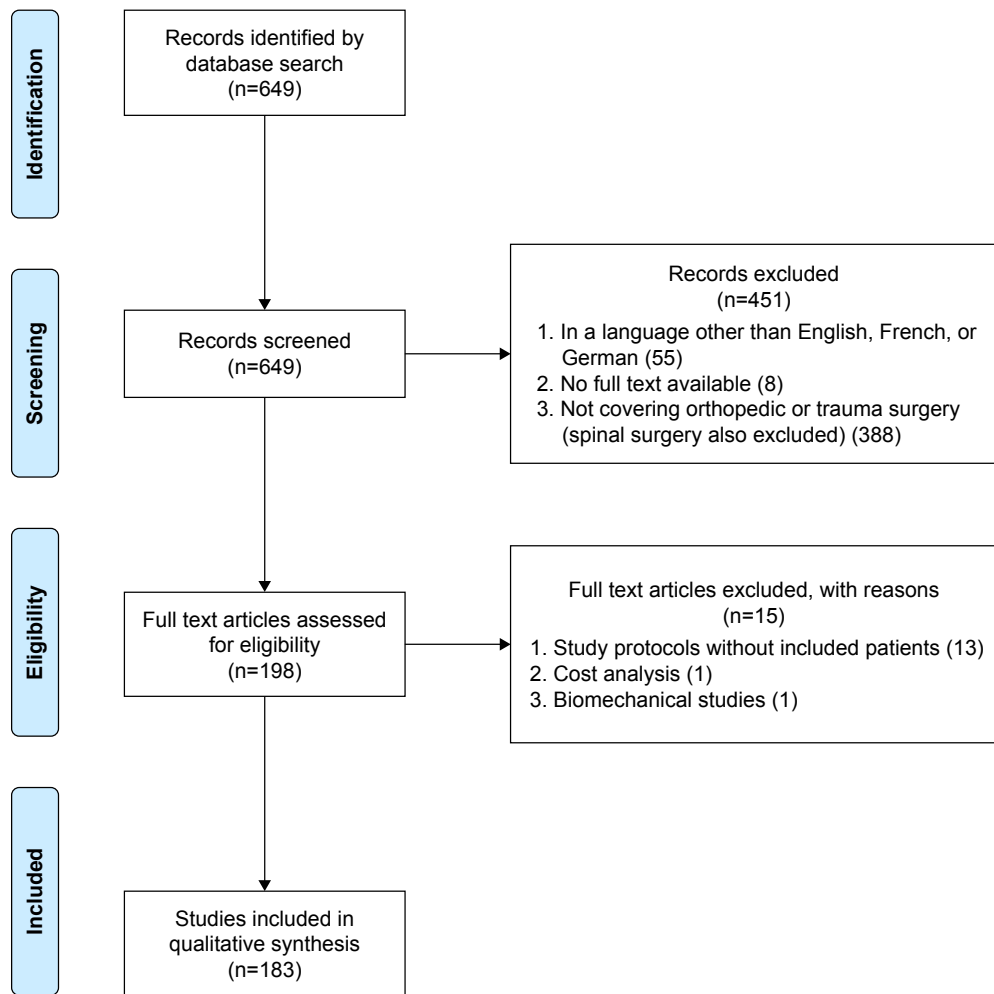 Identification
Records identified by
database search
(n=649)
Screening
Records screened
(n=649)
Records excluded
(n=451)
1. In a language other than English, French, or
German (55)
2. No full text available (8)
3. Not covering orthopedic or trauma surgery
(spinal surgery also excluded) (388)
Eligibility
Full text articles assessed
for eligibility
(n=198)
Full text articles excluded, with reasons
(n=15)
1. Study protocols without included patients (13)
2. Cost analysis (1)
3. Biomechanical studies (1)
Included
Studies included in
qualitative synthesis
(n=183)